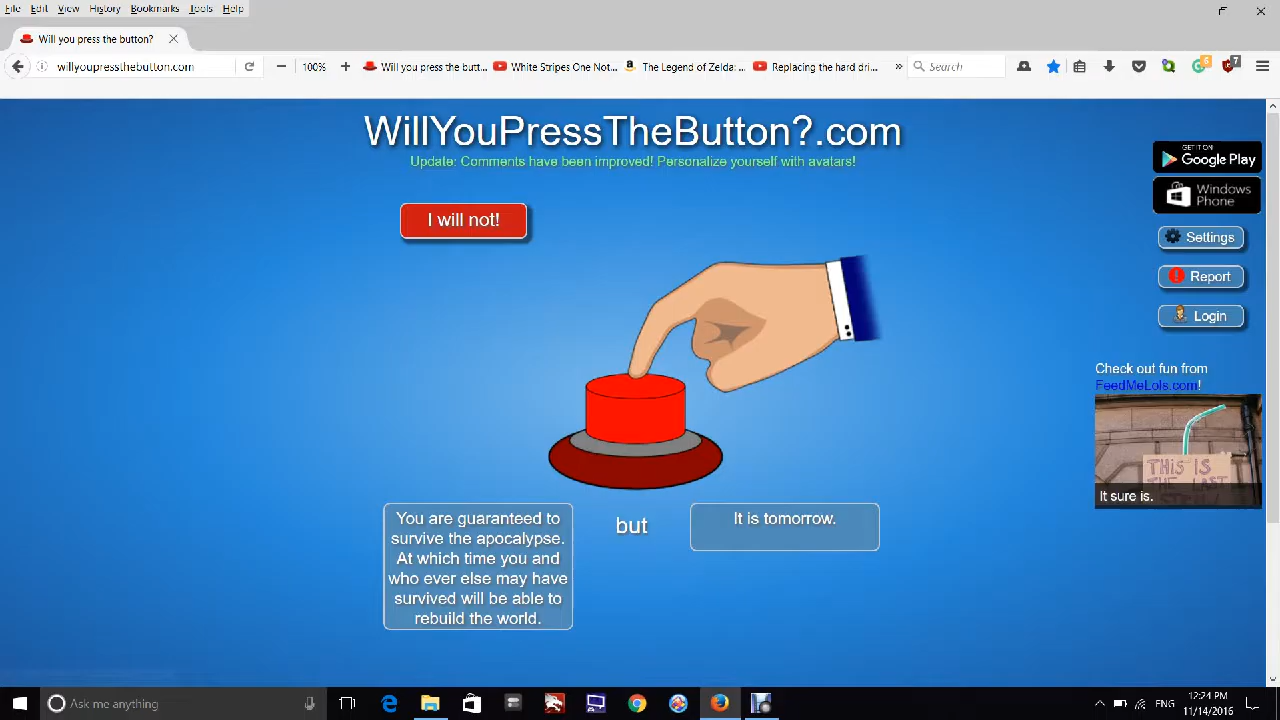 File Edit View History Bookmarks Tools Help
Will you press the button?
willyoupressthebutton.com
100%
Will you press the butt...
White Stripes One Not...
The Legend of Zelda: ...
Replacing the hard dri...
Search
6
7
WillYouPressTheButton?.com
Update: Comments have been improved! Personalize yourself with avatars!
I will not!
GET IT ON
Google Play
Windows
Phone
Settings
Report
Login
Check out fun from
FeedMeLols.com!
THIS IS
THE LAST
It sure is.
You are guaranteed to
survive the apocalypse.
At which time you and
who ever else may have
survived will be able to
rebuild the world.
but
It is tomorrow.
Ask me anything
ENG
12:24 PM
11/14/2016